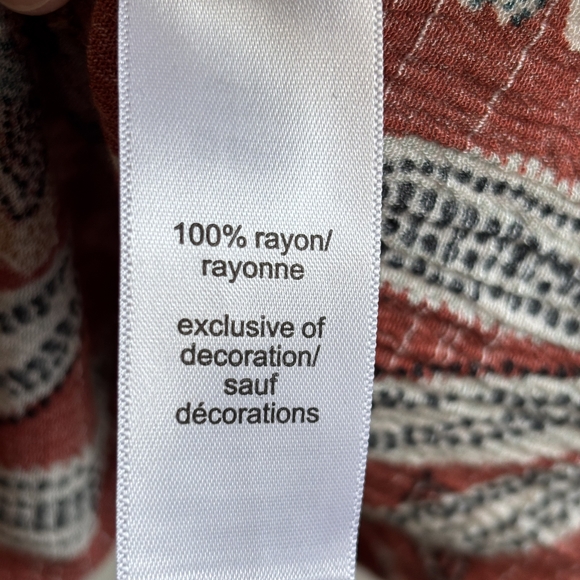 100% rayon/
rayonne
exclusive of
decoration/
sauf
décorations